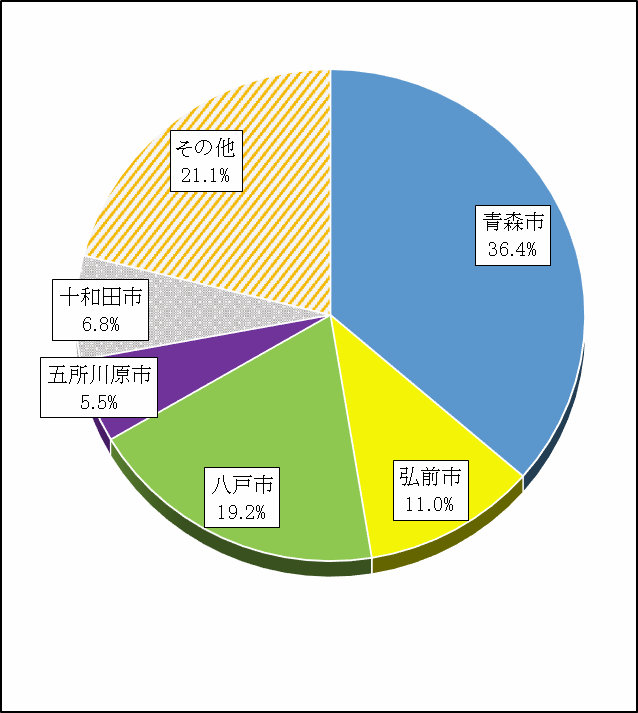 その他
21.1%
青森市
36.4%
十和田市
6.8%
五所川原市
5.5%
八戸市
19.2%
弘前市
11.0%